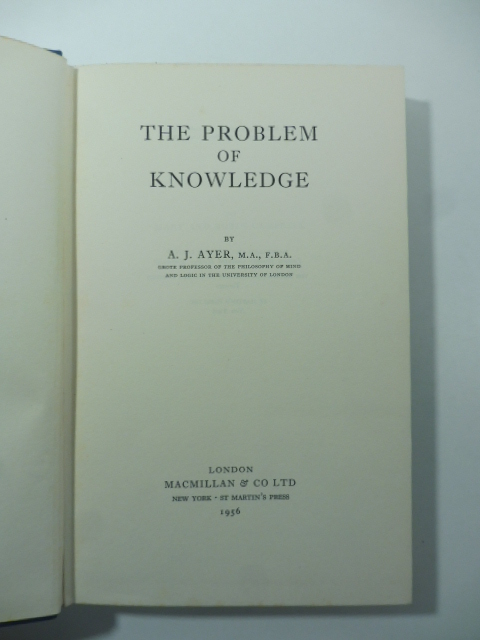 THE PROBLEM
OF
KNOWLEDGE
BY
A. J. AYER, M.A., F.B.A.
GROTE PROFESSOR OF THE PHILOSOPHY OF MIND
AND LOGIC IN THE UNIVERSITY OF LONDON
LONDON
MACMILLAN & CO LTD
NEW YORK · ST MARTIN'S PRESS
1956